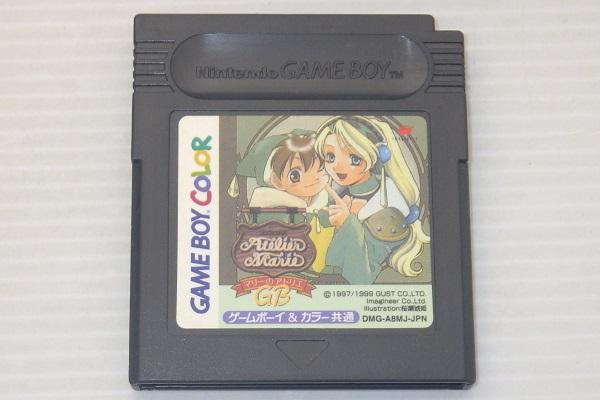 Nintendo GAME BOY™
GAME BOY COLOR
Atelier
Marie
マリーのアトリエ
GB
©1997/1999 GUST CO.,LTD.
Imagineer Co.,Ltd.
Illustration:桜瀬琥姫
ゲームボーイ&カラー共通
DMG-A8MJ-JPN